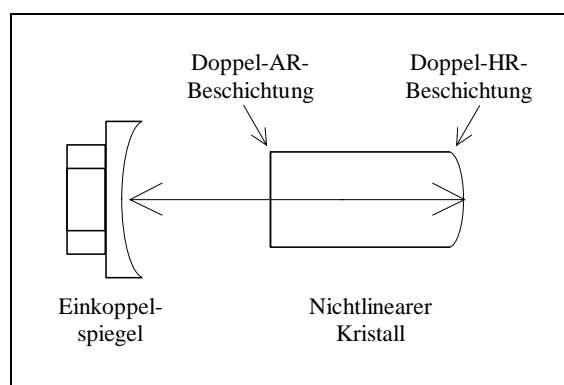 Doppel-AR-
Beschichtung
Doppel-HR-
Beschichtung
Einkoppel-
spiegel
Nichtlinearer
Kristall